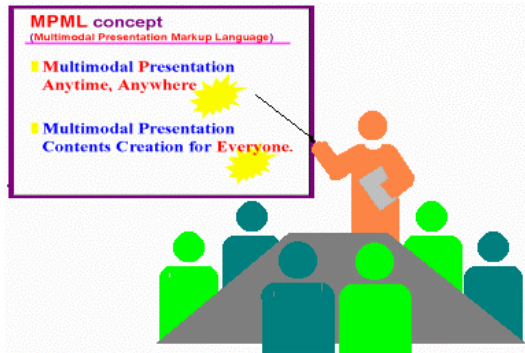 MPML concept
(Multimodal Presentation Markup Language)
Multimodal Presentation
Anytime, Anywhere
Multimodal Presentation
Contents Creation for Everyone.